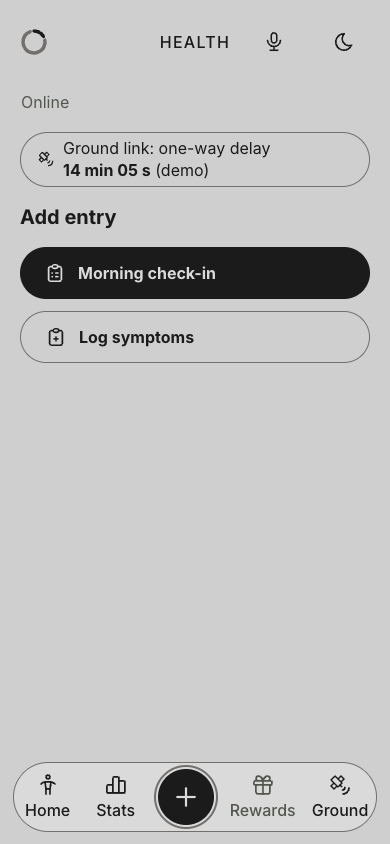 HEALTH
Online
Ground link: one-way delay
14 min 05 s (demo)
Add entry
Morning check-in
Log symptoms
Home
Stats
Rewards
Ground